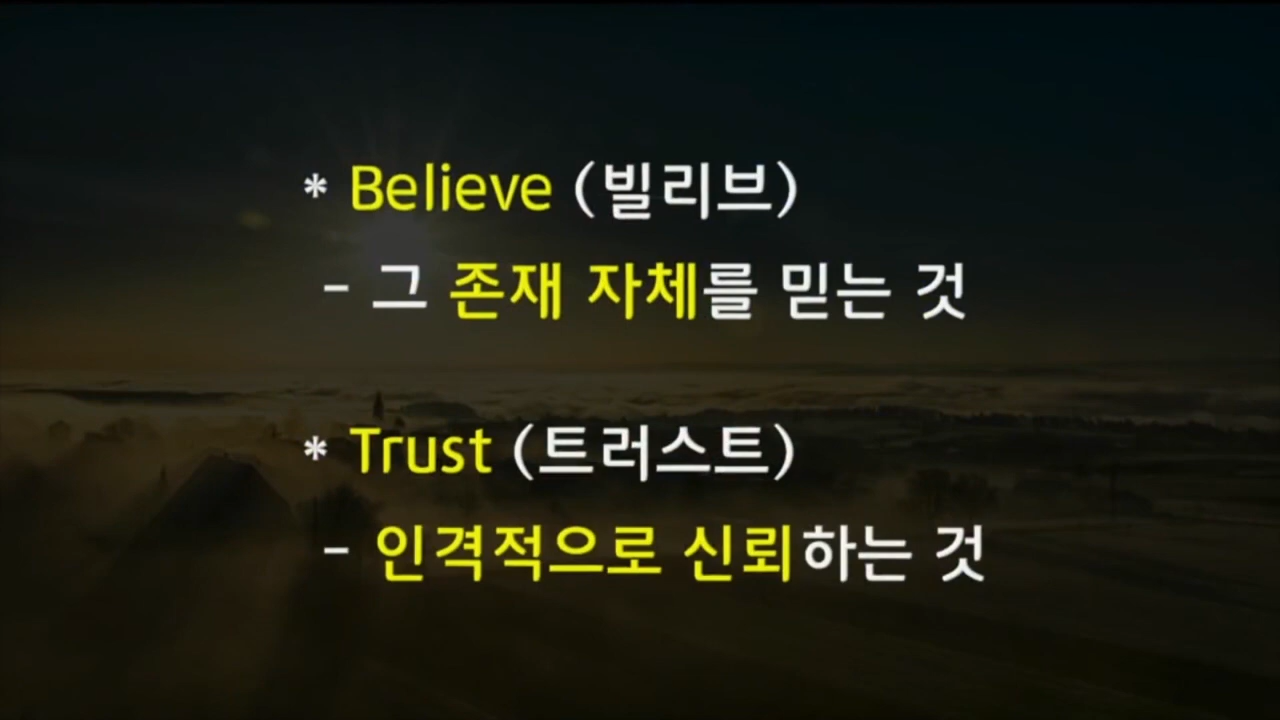 * Believe (빌리브)
- 그 존재 자체를 믿는 것
* Trust (트러스트)
- 인격적으로 신뢰하는 것